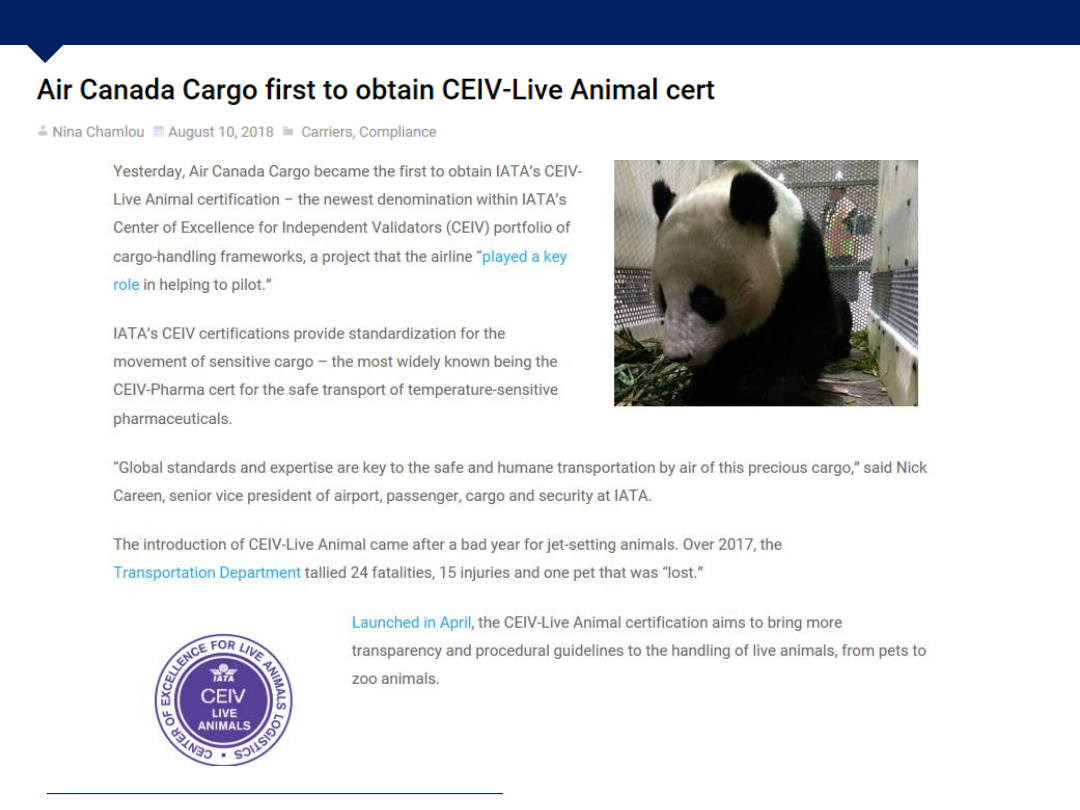 Air Canada Cargo first to obtain CEIV-Live Animal cert
Nina Chamlou August 10, 2018 Carriers, Compliance
Yesterday, Air Canada Cargo became the first to obtain IATA's CEIV-
Live Animal certification – the newest denomination within IATA's
Center of Excellence for Independent Validators (CEIV) portfolio of
cargo-handling frameworks, a project that the airline “played a key
role in helping to pilot.”
IATA's CEIV certifications provide standardization for the
movement of sensitive cargo – the most widely known being the
CEIV-Pharma cert for the safe transport of temperature-sensitive
pharmaceuticals.
“Global standards and expertise are key to the safe and humane transportation by air of this precious cargo,” said Nick
Careen, senior vice president of airport, passenger, cargo and security at IATA.
The introduction of CEIV-Live Animal came after a bad year for jet-setting animals. Over 2017, the
Transportation Department tallied 24 fatalities, 15 injuries and one pet that was “lost.”
Launched in April, the CEIV-Live Animal certification aims to bring more
transparency and procedural guidelines to the handling of live animals, from pets to
zoo animals.
CENTER OF EXCELLENCE FOR LIVE ANIMALS LOGISTICS
IATA
CEIV
LIVE
ANIMALS